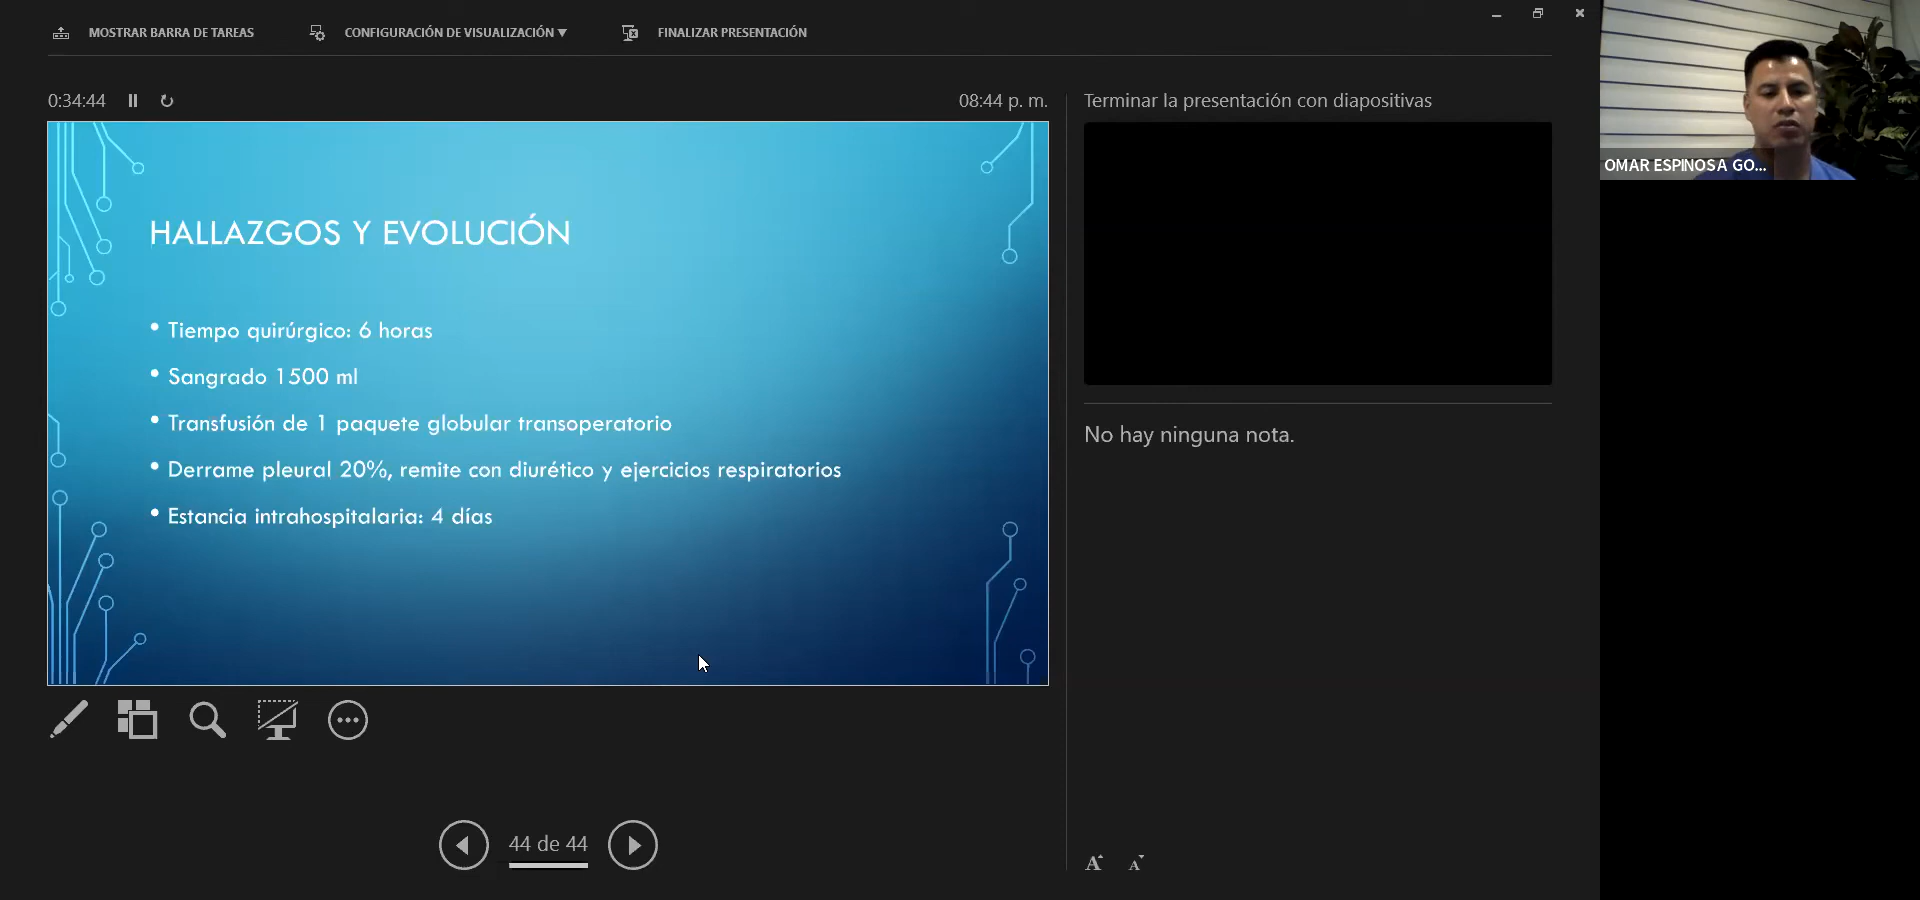 MOSTRAR BARRA DE TAREAS
CONFIGURACIÓN DE VISUALIZACIÓN ▼
FINALIZAR PRESENTACIÓN
0:34:44
08:44 p. m.
Terminar la presentación con diapositivas
OMAR ESPINOSA GO...
HALLAZGOS Y EVOLUCIÓN
• Tiempo quirúrgico: 6 horas
• Sangrado 1500 ml
• Transfusión de 1 paquete globular transoperatorio
• Derrame pleural 20%, remite con diurético y ejercicios respiratorios
• Estancia intrahospitalaria: 4 días
No hay ninguna nota.
44 de 44
A A